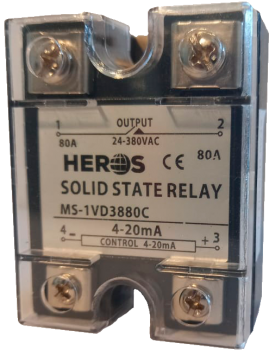 OUTPUT
1 2
24-380VAC
80A 80A
HEROS CE
SOLID STATE RELAY
MS-1VD3880C
4-20mA
4 - + 3
CONTROL 4-20mA